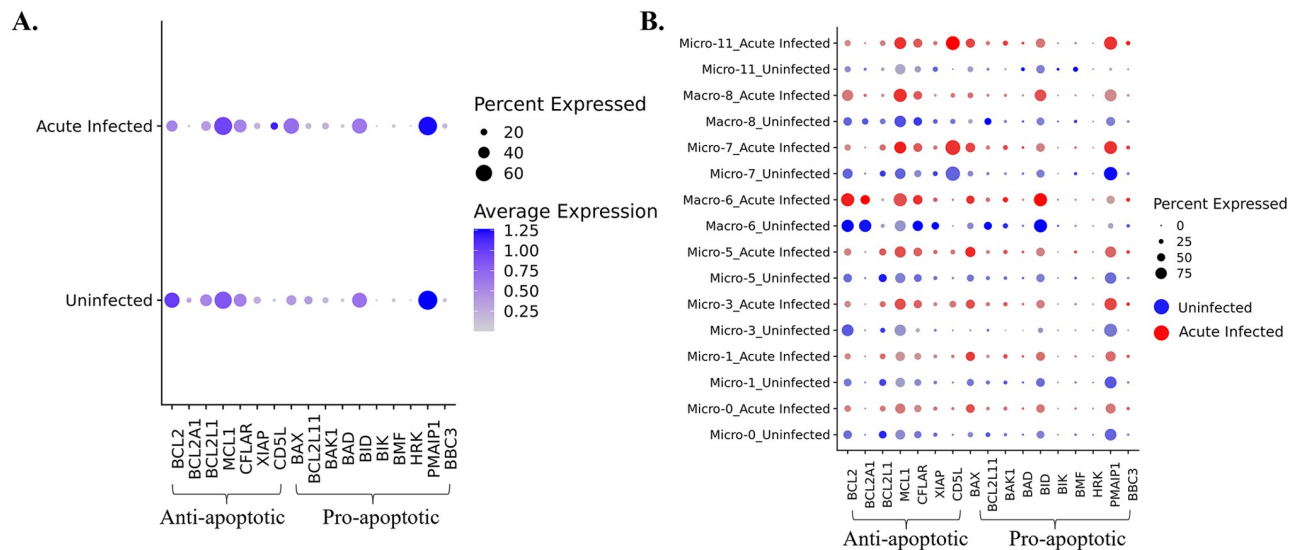 A.
Acute Infected
Uninfected
BCL2
BCL2A1
BCL2L1
MCL1
CFLAR
XIAP
CD5L
BAX
BCL2L11
BAK1
BAD
BID
BIK
BMF
HRK
PMAIP1
BBC3
Anti-apoptotic
Pro-apoptotic
Percent Expressed
20
40
60
Average Expression
1.25
1.00
0.75
0.50
0.25
B.
Micro-11_Acute Infected
Micro-11_Uninfected
Macro-8_Acute Infected
Macro-8_Uninfected
Micro-7_Acute Infected
Micro-7_Uninfected
Macro-6_Acute Infected
Macro-6_Uninfected
Micro-5_Acute Infected
Micro-5_Uninfected
Micro-3_Acute Infected
Micro-3_Uninfected
Micro-1_Acute Infected
Micro-1_Uninfected
Micro-0_Acute Infected
Micro-0_Uninfected
BCL2
BCL2A1
BCL2L1
MCL1
CFLAR
XIAP
CD5L
BAX
BCL2L11
BAK1
BAD
BID
BIK
BMF
HRK
PMAIP1
BBC3
Anti-apoptotic
Pro-apoptotic
Percent Expressed
0
25
50
75
Uninfected
Acute Infected